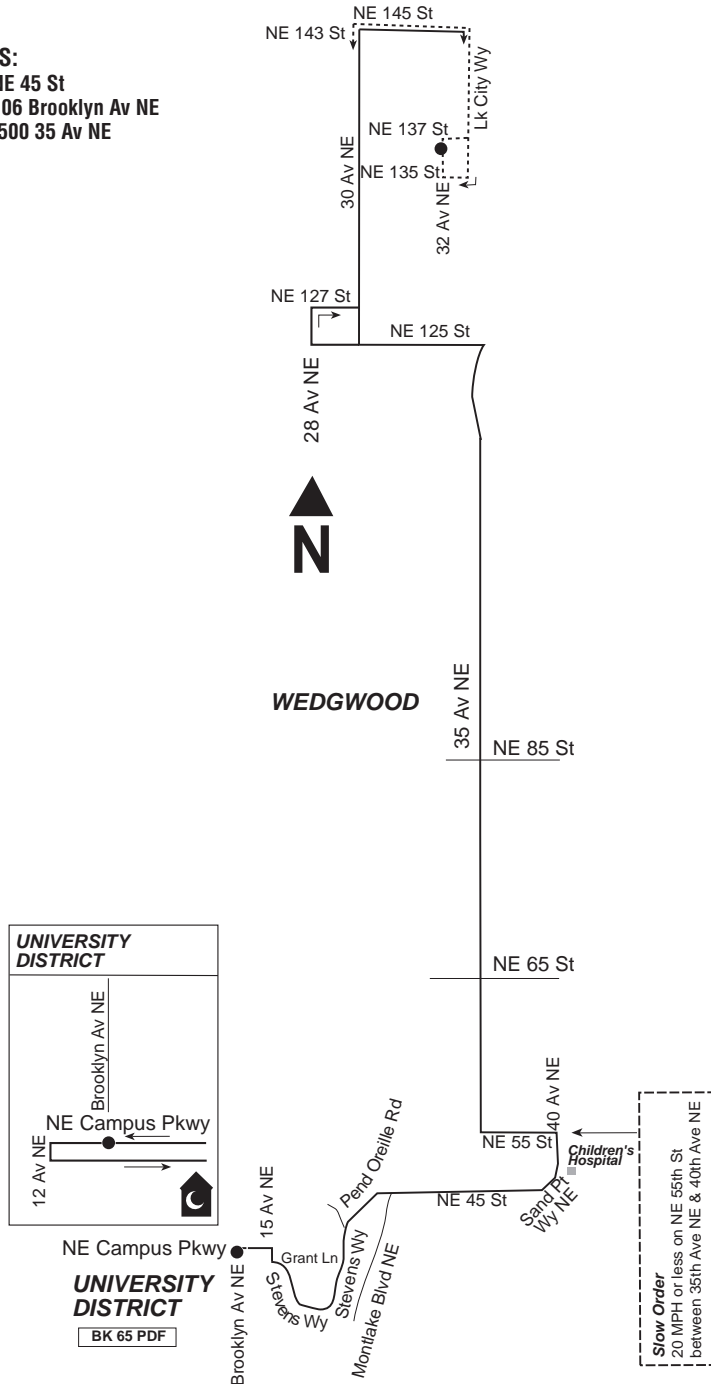 NE 145 St
NE 143 St
S:
NE 45 St
06 Brooklyn Av NE
500 35 Av NE
Lk City Wy
NE 137 St
30 Av NE
NE 135 St
32 Av NE
NE 127 St
NE 125 St
28 Av NE
N
WEDGWOOD
35 Av NE
NE 85 St
UNIVERSITY
DISTRICT
Brooklyn Av NE
NE Campus Pkwy
12 Av NE
NE 65 St
40 Av NE
NE 55 St
Children's
Hospital
Pend Oreille Rd
NE 45 St
Sand Pt
Wy NE
15 Av NE
NE Campus Pkwy
Grant Ln
Stevens Wy
Stevens Wy
Montlake Blvd NE
UNIVERSITY
DISTRICT
Brooklyn Av NE
BK 65 PDF
Slow Order
20 MPH or less on NE 55th St
between 35th Ave NE & 40th Ave NE